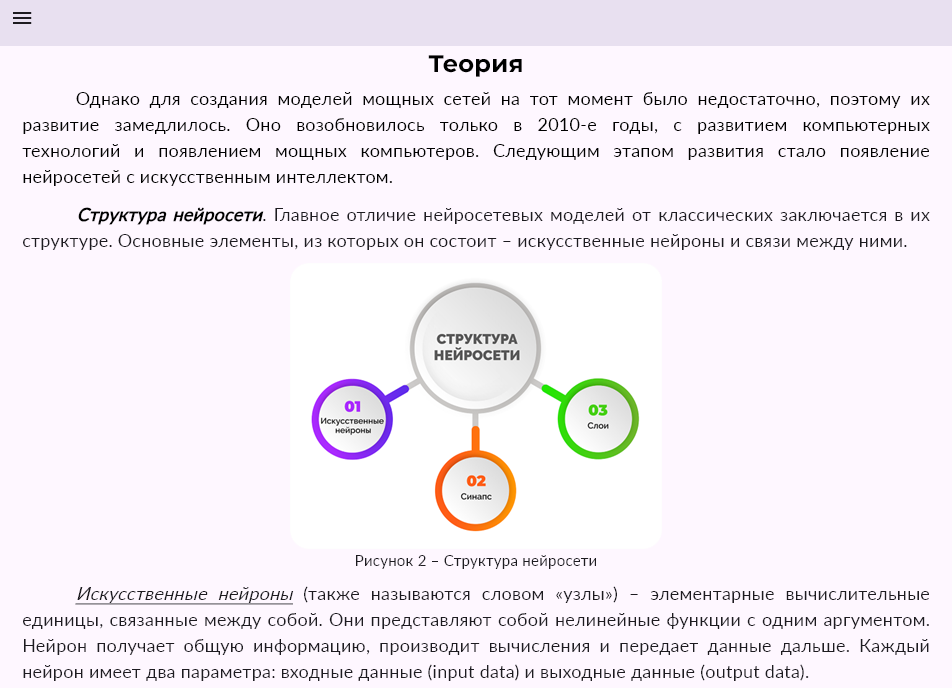 Теория
Однако для создания моделей мощных сетей на тот момент было недостаточно, поэтому их
развитие замедлилось. Оно возобновилось только в 2010-е годы, с развитием компьютерных
технологий и появлением мощных компьютеров. Следующим этапом развития стало появление
нейросетей с искусственным интеллектом.
Структура нейросети. Главное отличие нейросетевых моделей от классических заключается в их
структуре. Основные элементы, из которых он состоит – искусственные нейроны и связи между ними.
СТРУКТУРА
НЕЙРОСЕТИ
01
Искусственные
нейроны
02
Синапс
03
Слои
Рисунок 2 – Структура нейросети
Искусственные нейроны (также называются словом «узлы») – элементарные вычислительные
единицы, связанные между собой. Они представляют собой нелинейные функции с одним аргументом.
Нейрон получает общую информацию, производит вычисления и передает данные дальше. Каждый
нейрон имеет два параметра: входные данные (input data) и выходные данные (output data).